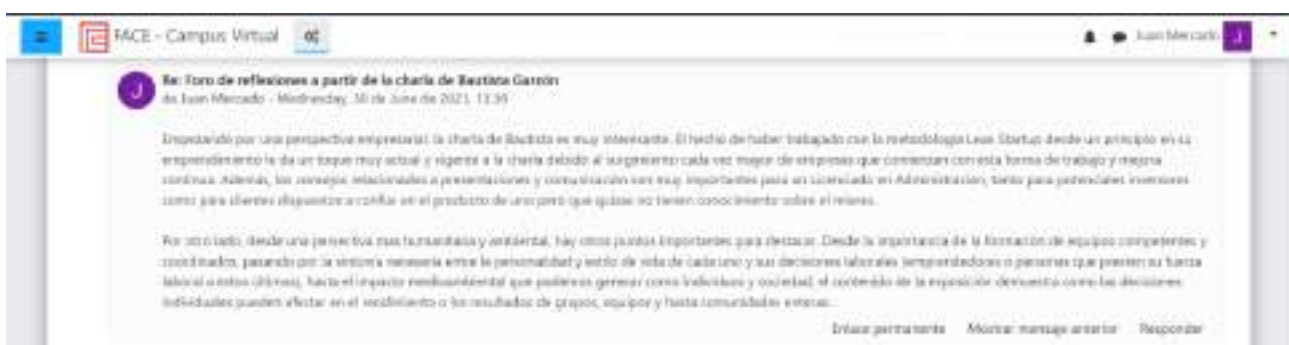 FACE - Campus Virtual
Juan Mercado J
J
Re: Foro de reflexiones a partir de la charla de Bautista Garzón
de Juan Mercado - Wednesday, 30 de June de 2021, 13:36
Empezando por una perspectiva empresarial, la charla de Bautista es muy interesante. El hecho de haber trabajado con la metodologia Lean Startup desde un principio en su
emprendimiento le da un toque muy actual y vigente a la charla debido al surgimiento cada vez mayor de empresas que comienzan con esta forma de trabajo y mejora
continua. Además, los consejos relacionados a presentaciones y comunicación son muy importantes para un Licenciado en Administracion, tanto para potenciales inversores
como para clientes dispuestos a confiar en el producto de uno pero que quizas no tienen conocimiento sobre el mismo.
Por otro lado, desde una perspectiva mas humanitaria y ambiental, hay otros puntos importantes para destacar. Desde la importancia de la formación de equipos competentes y
coordinados, pasando por la sintonía necesaria entre la personalidad y estilo de vida de cada uno y sus decisiones laborales (emprendedores o personas que presten su fuerza
laboral a estos últimos), hasta el impacto medioambiental que podemos generar como individuos y sociedad, el contenido de la exposición demuestra como las decisiones
individuales pueden afectar en el rendimiento o los resultados de grupos, equipos y hasta comunidades enteras.
Enlace permanente Mostrar mensaje anterior Responder